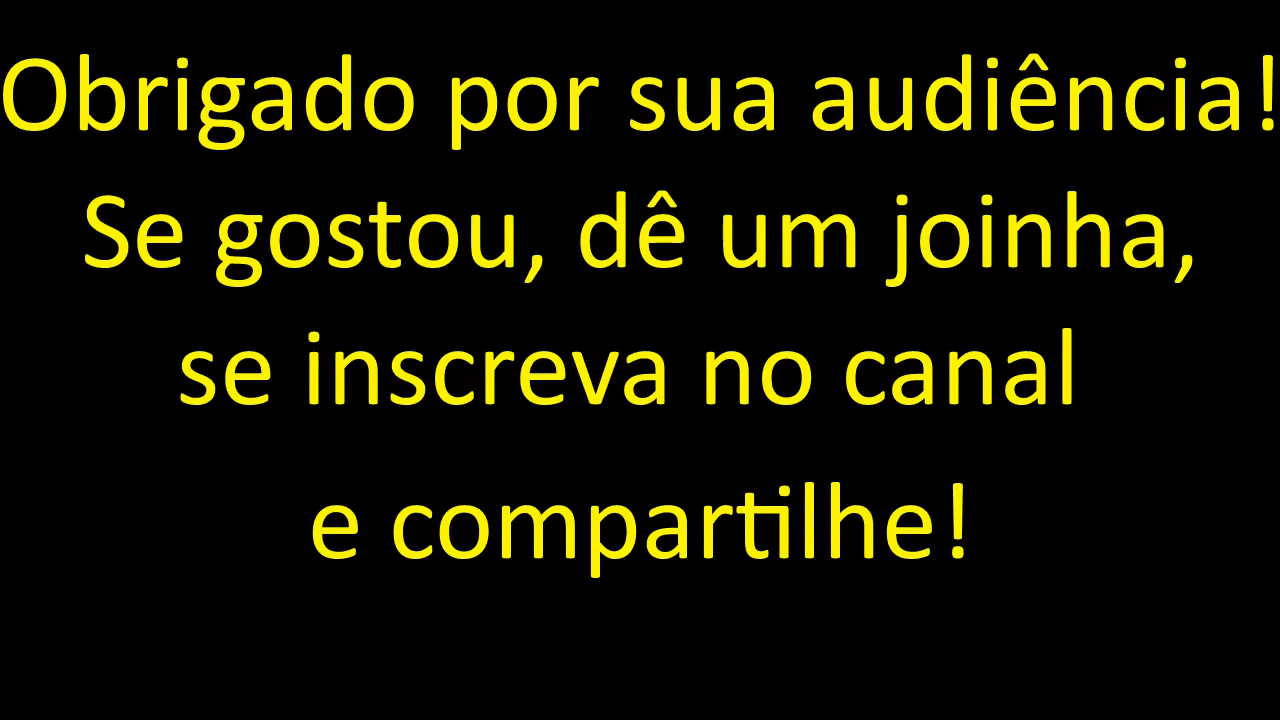 Obrigado por sua audiência!
Se gostou, dê um joinha,
se inscreva no canal
e compartilhe!